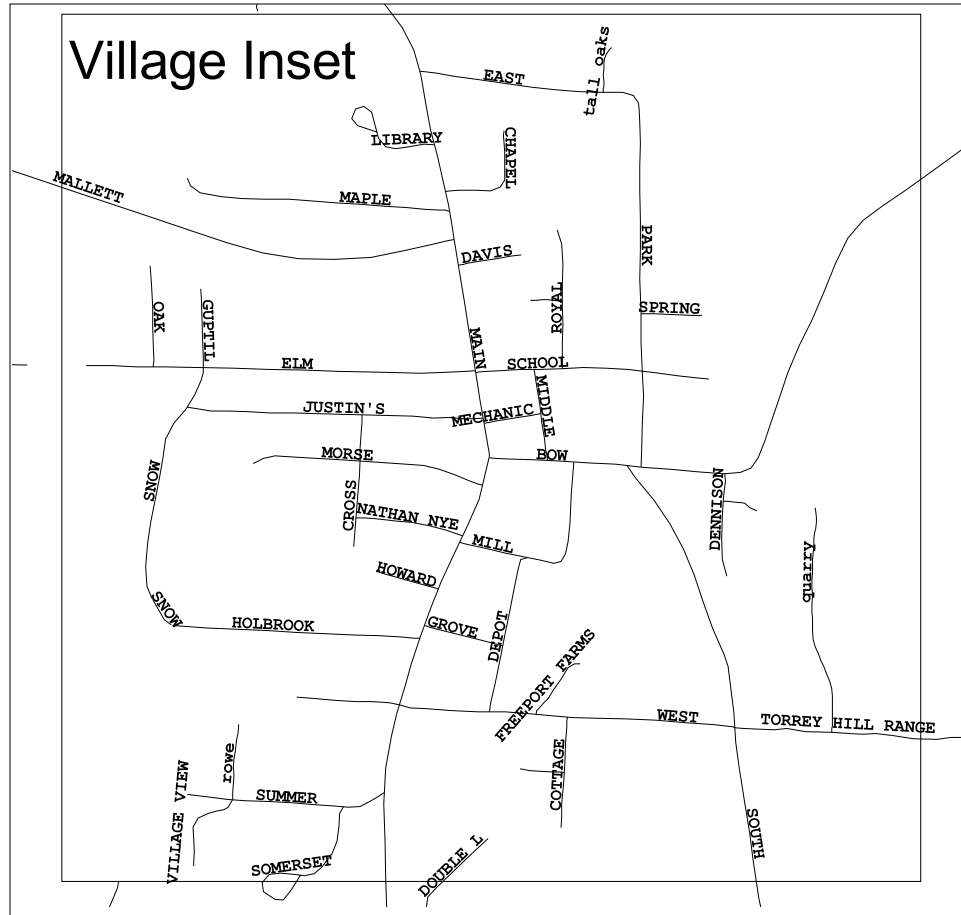 Village Inset
EAST
tall oaks
LIBRARY
CHAPEL
MALLETT
MAPLE
DAVIS
PARK
OAK
GUPTIL
ROYAL
SPRING
MAIN
ELM
SCHOOL
MIDDLE
JUSTIN'S
MECHANIC
MORSE
BOW
SNOW
CROSS
DENNISON
NATHAN NYE
MILL
quarry
HOWARD
SNOW
HOLBROOK
GROVE
DEPOT
FREEPORT FARMS
WEST
TORREY HILL RANGE
rowe
VILLAGE VIEW
SUMMER
COTTAGE
SOUTH
SOMERSET
DOUBLE L